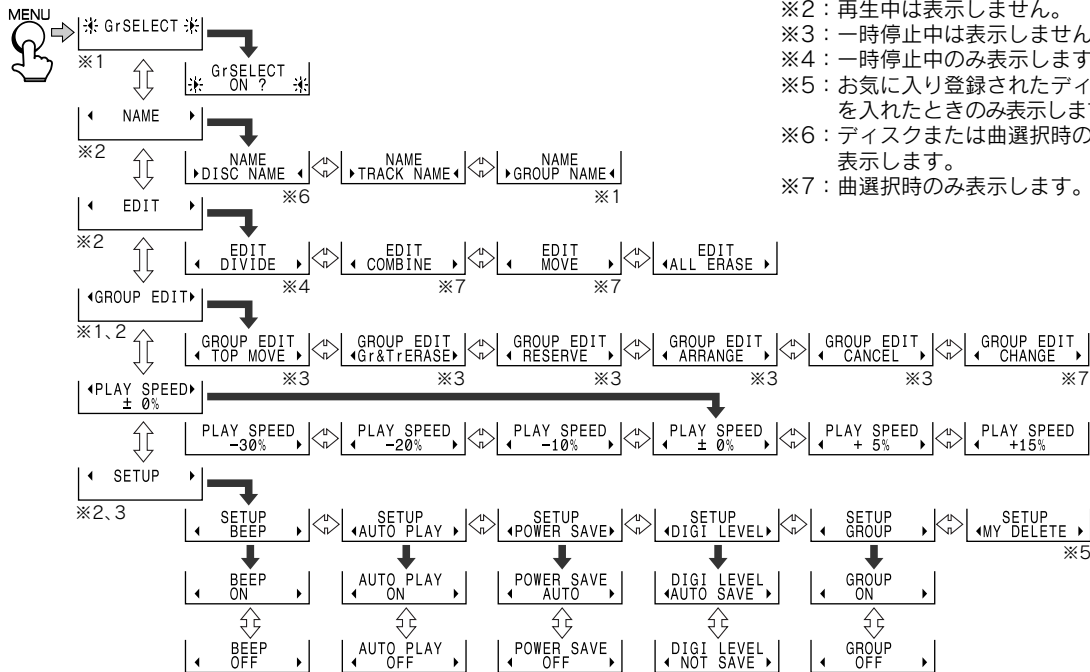 MENU
GrSELECT
※1
GrSELECT
ON ?
※2：再生中は表示しません。
※3：一時停止中は表示しません
※4：一時停止中のみ表示します
※5：お気に入り登録されたディ
を入れたときのみ表示しま
※6：ディスクまたは曲選択時の
表示します。
※7：曲選択時のみ表示します。
NAME
※2
NAME
DISC NAME
※6
NAME
TRACK NAME
NAME
GROUP NAME
※1
EDIT
※2
EDIT
DIVIDE
※4
EDIT
COMBINE
※7
EDIT
MOVE
※7
EDIT
ALL ERASE
GROUP EDIT
※1、2
GROUP EDIT
TOP MOVE
※3
GROUP EDIT
Gr&TrERASE
※3
GROUP EDIT
RESERVE
※3
GROUP EDIT
ARRANGE
※3
GROUP EDIT
CANCEL
※3
GROUP EDIT
CHANGE
※7
PLAY SPEED
± 0%
PLAY SPEED
-30%
PLAY SPEED
-20%
PLAY SPEED
-10%
PLAY SPEED
± 0%
PLAY SPEED
+ 5%
PLAY SPEED
+15%
SETUP
※2、3
SETUP
BEEP
SETUP
AUTO PLAY
SETUP
POWER SAVE
SETUP
DIGI LEVEL
SETUP
GROUP
SETUP
MY DELETE
※5
BEEP
ON
AUTO PLAY
ON
POWER SAVE
AUTO
DIGI LEVEL
AUTO SAVE
GROUP
ON
BEEP
OFF
AUTO PLAY
OFF
POWER SAVE
OFF
DIGI LEVEL
NOT SAVE
GROUP
OFF